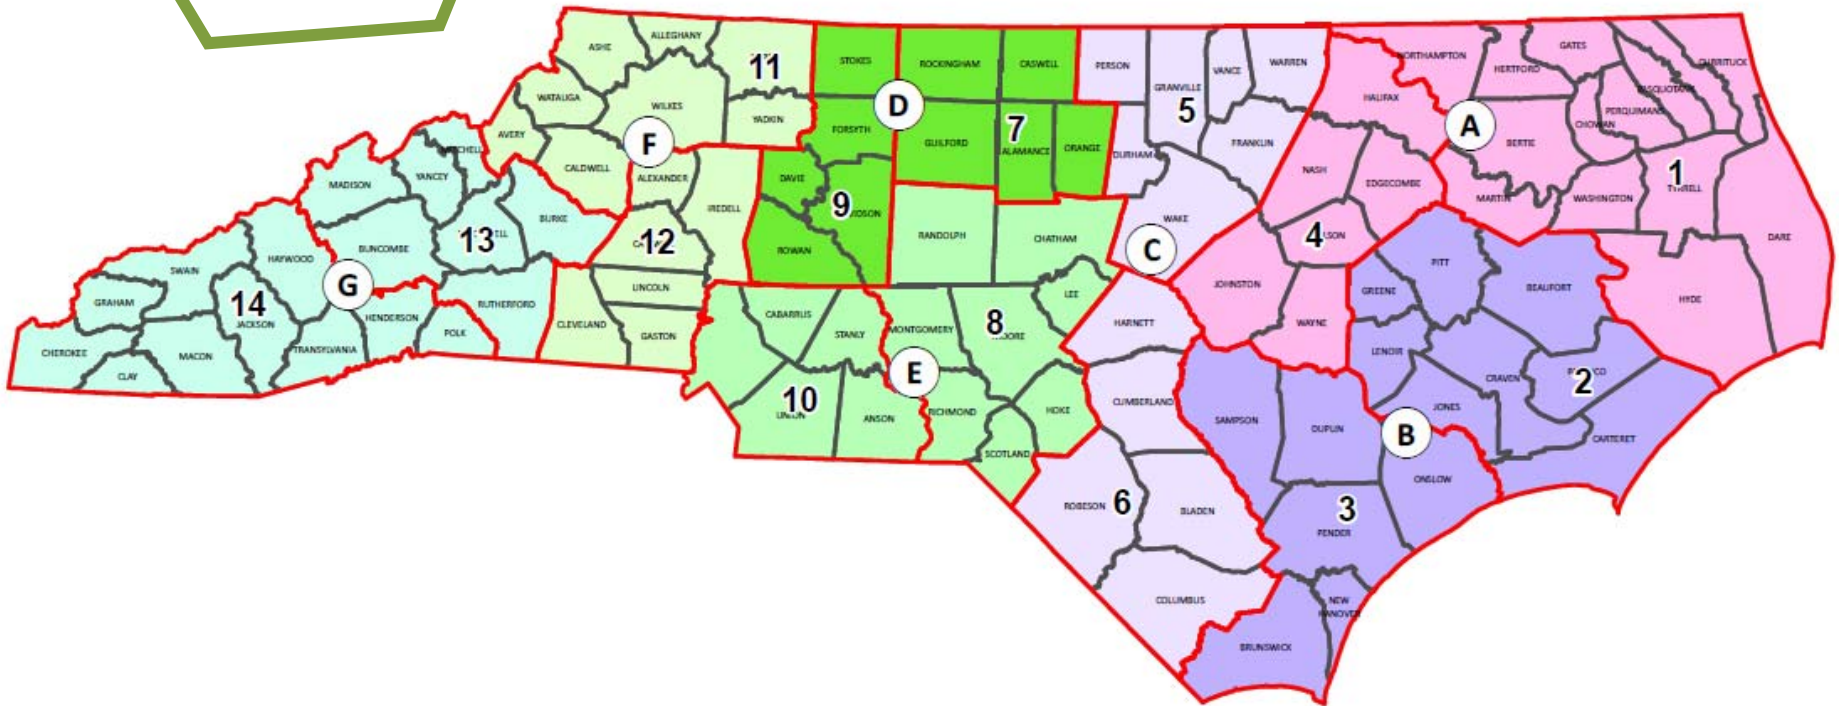 ASHE
ALLEGHANY
11
STOKES
ROCKINGHAM
CASWELL
PERSON
GRANVILLE
VANCE
WARREN
NORTHAMPTON
GATES
HERTFORD
WATAUGA
WILKES
YADKIN
D
5
HALIFAX
A
PERQUIMANS
CHOWAN
BERTIE
AVERY
F
FORSYTH
GUILFORD
7
ALAMANCE
ORANGE
DURHAM
FRANKLIN
CALDWELL
ALEXANDER
DAVIE
NASH
EDGECOMBE
1
MADISON
YANCEY
BURKE
IREDELL
9
WAKE
MARTIN
WASHINGTON
BUNCOMBE
13
12
ROWAN
RANDOLPH
CHATHAM
C
4
DARE
SWAIN
HAYWOOD
G
LINCOLN
LEE
JOHNSTON
GREENE
PITT
BEAUFORT
HYDE
GRAHAM
14
JACKSON
HENDERSON
RUTHERFORD
POLK
CLEVELAND
GASTON
CABARRUS
STANLY
MONTGOMERY
8
HARNETT
WAYNE
LENOIR
CHEROKEE
CLAY
MACON
TRANSYLVANIA
E
10
ANSON
RICHMOND
HOKE
SCOTLAND
CUMBERLAND
SAMPSON
DUPLIN
B
JONES
CRAVEN
2
CARTERET
ONSLOW
ROBESON
6
BLADEN
3
PENDER
COLUMBUS
NEW
HANOVER
BRUNSWICK